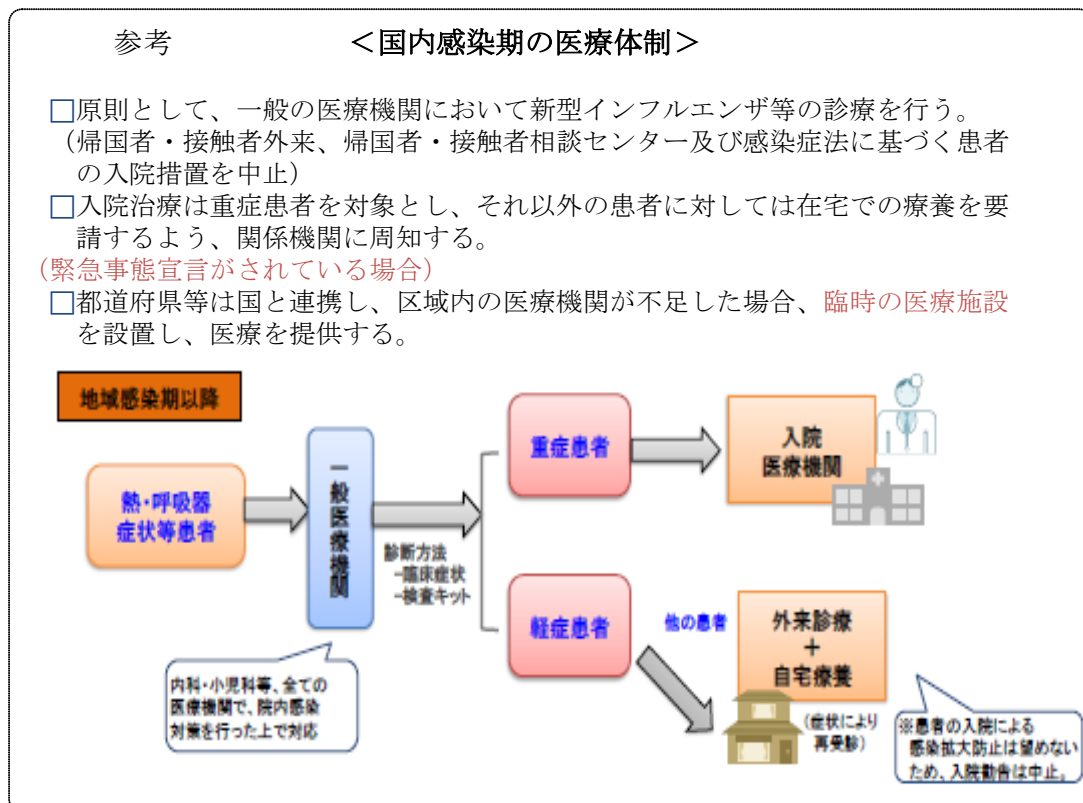 参考 ＜国内感染期の医療体制＞
□原則として、一般の医療機関において新型インフルエンザ等の診療を行う。
（帰国者・接触者外来、帰国者・接触者相談センター及び感染症法に基づく患者
の入院措置を中止）
□入院治療は重症患者を対象とし、それ以外の患者に対しては在宅での療養を要
請するよう、関係機関に周知する。
（緊急事態宣言がされている場合）
□都道府県等は国と連携し、区域内の医療機関が不足した場合、臨時の医療施設
を設置し、医療を提供する。
地域感染期以降
熱・呼吸器
症状等患者
一般医療機関
内科・小児科等、全ての
医療機関で、院内感染
対策を行った上で対応
診断方法
−臨床症状
−検査キット
重症患者
入院
医療機関
軽症患者
他の患者
外来診療
＋
自宅療養
（症状により
再受診）
※患者の入院による
感染拡大防止は留めない
ため、入院勧告は中止。